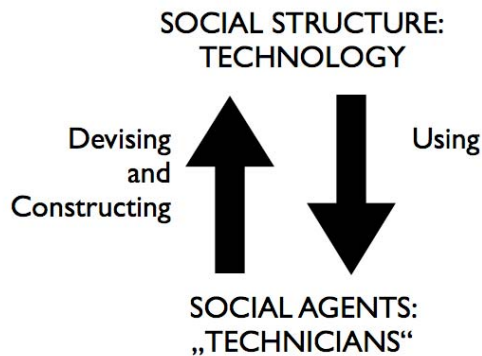 SOCIAL STRUCTURE:
TECHNOLOGY
Devising
and
Constructing
Using
SOCIAL AGENTS:
„TECHNICIANS“